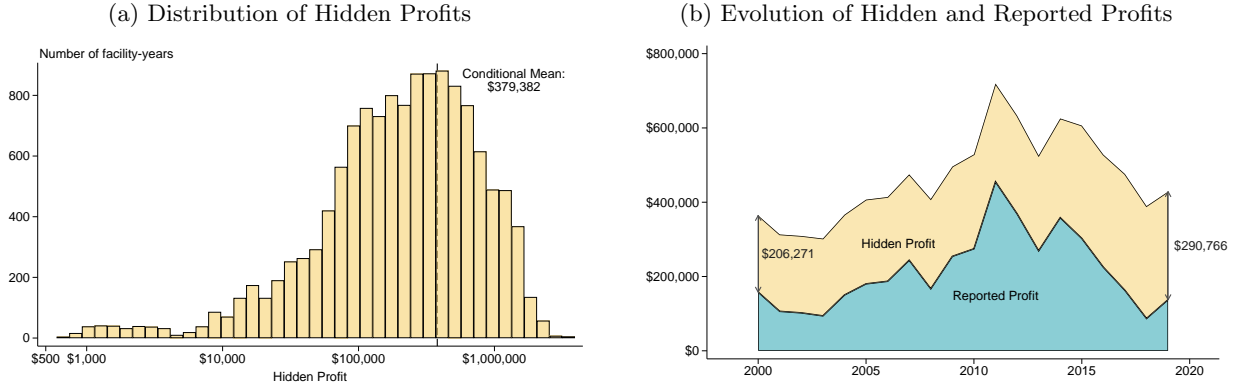 (a) Distribution of Hidden Profits
Number of facility-years
Conditional Mean:
$379,382
800
600
400
200
0
$500 $1,000 $10,000 $100,000 $1,000,000
Hidden Profit
(b) Evolution of Hidden and Reported Profits
$800,000
$600,000
$400,000
$200,000
$0
Hidden Profit
$206,271
$290,766
Reported Profit
2000 2005 2010 2015 2020